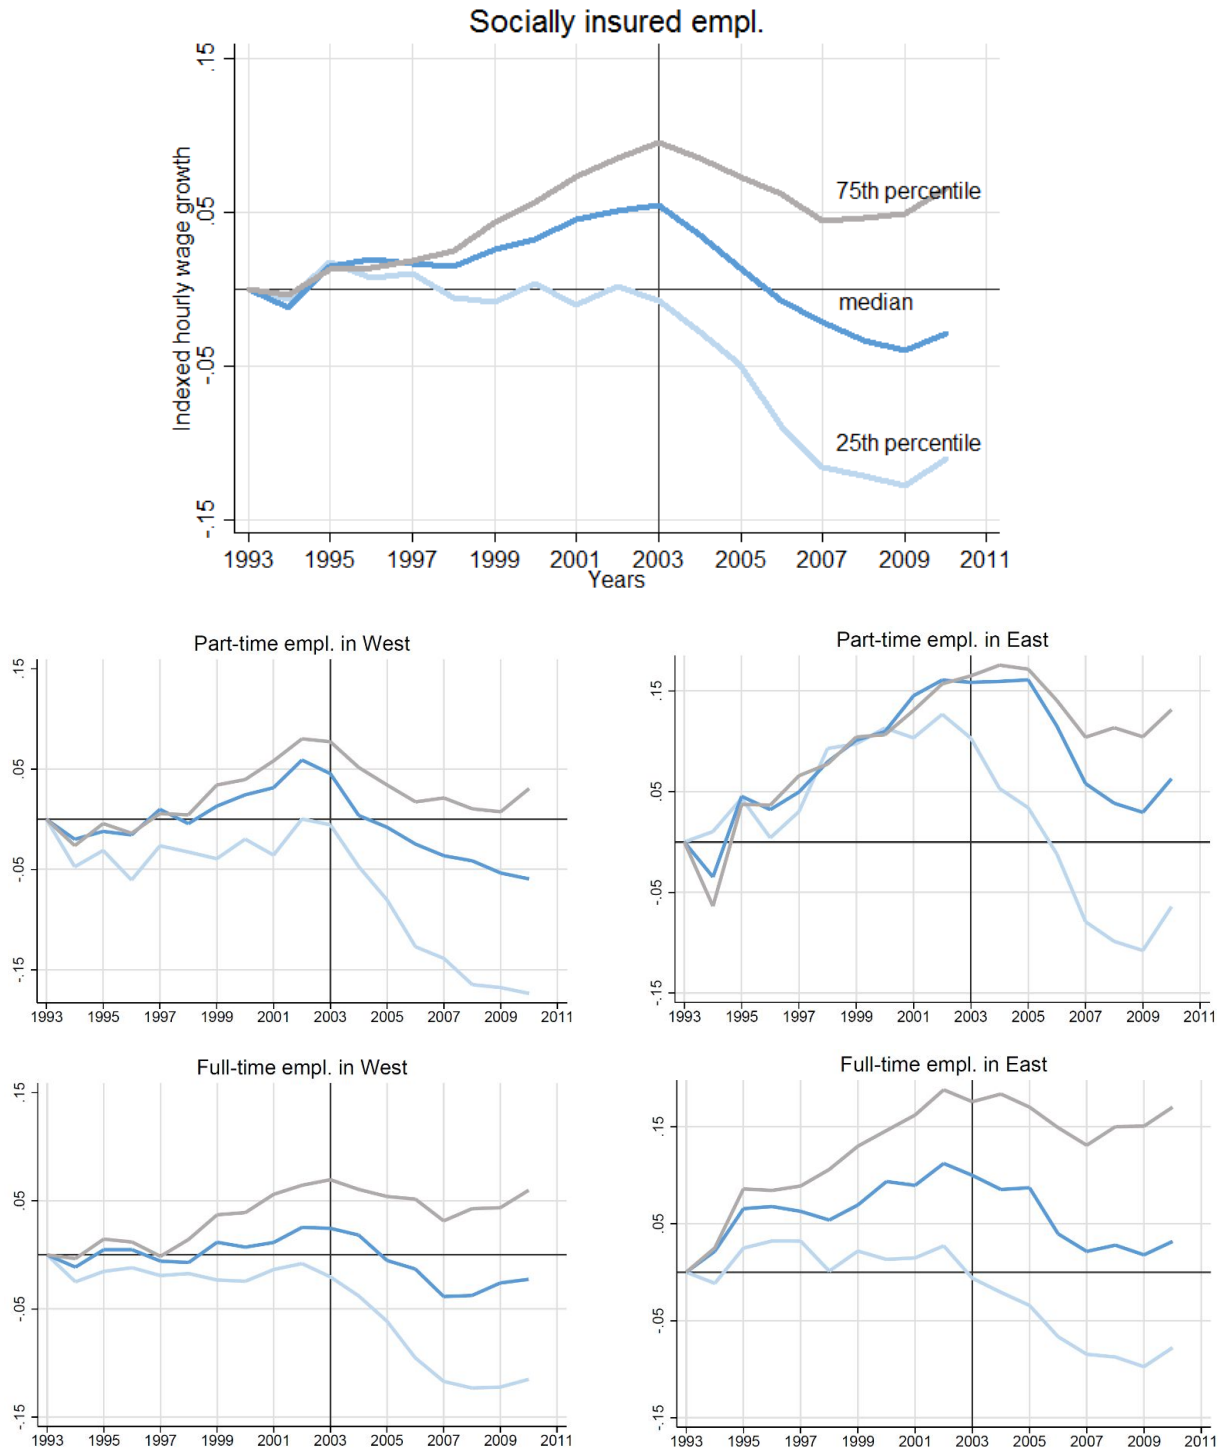 Socially insured empl.
Indexed hourly wage growth
.15
.05
-.05
-.15
75th percentile
median
25th percentile
1993 1995 1997 1999 2001 2003 2005 2007 2009 2011
Years
Part-time empl. in West
.15
.05
-.05
-.15
1993 1995 1997 1999 2001 2003 2005 2007 2009 2011
Part-time empl. in East
.15
.05
-.05
-.15
1993 1995 1997 1999 2001 2003 2005 2007 2009 2011
Full-time empl. in West
.15
.05
-.05
-.15
1993 1995 1997 1999 2001 2003 2005 2007 2009 2011
Full-time empl. in East
.15
.05
-.05
-.15
1993 1995 1997 1999 2001 2003 2005 2007 2009 2011